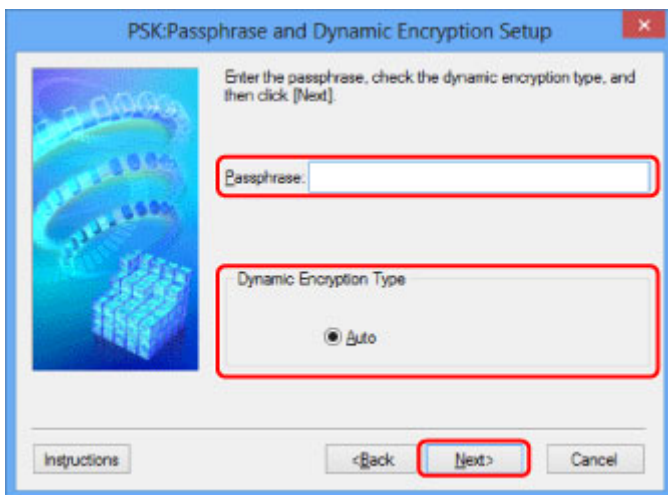 PSK:Passphrase and Dynamic Encryption Setup
Enter the passphrase, check the dynamic encryption type, and
then click [Next].
Passphrase:
Dynamic Encryption Type
Auto
Instructions
<Back
Next>
Cancel